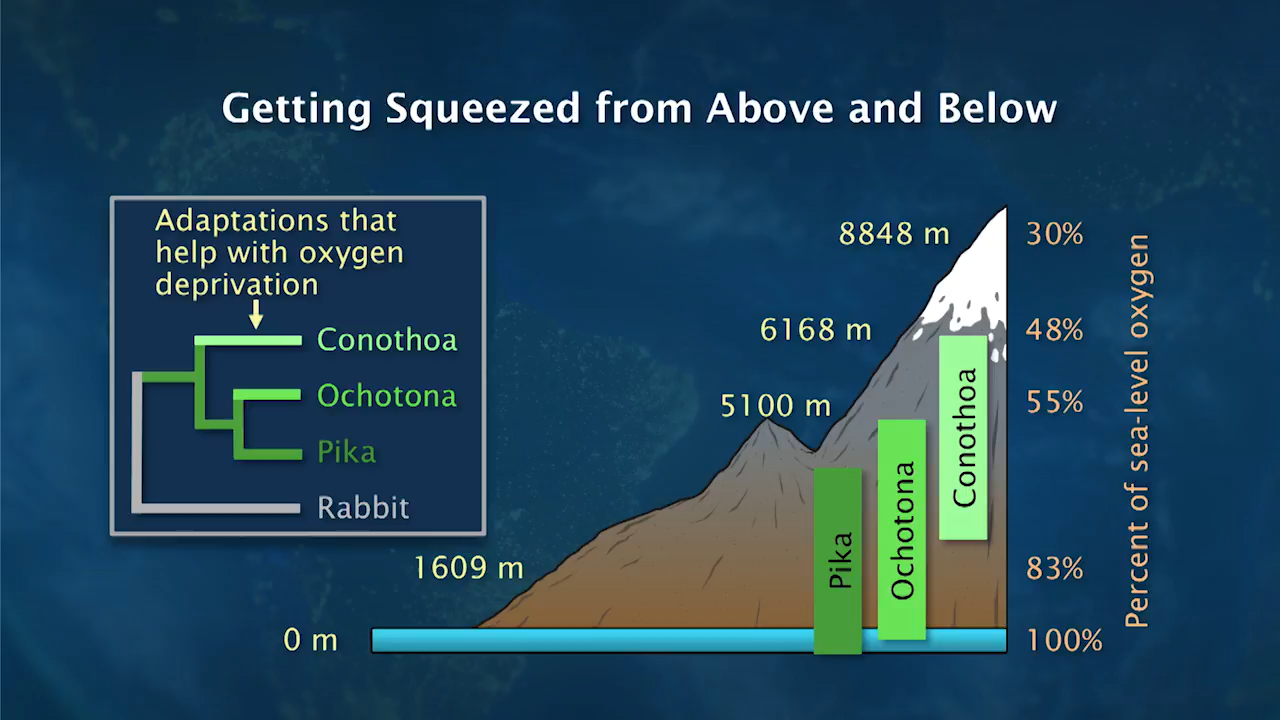 Getting Squeezed from Above and Below
Adaptations that
help with oxygen
deprivation
Conothoa
Ochotona
Pika
Rabbit
8848 m
6168 m
5100 m
1609 m
0 m
Pika
Ochotona
Conothoa
30%
48%
55%
83%
100%
Percent of sea-level oxygen